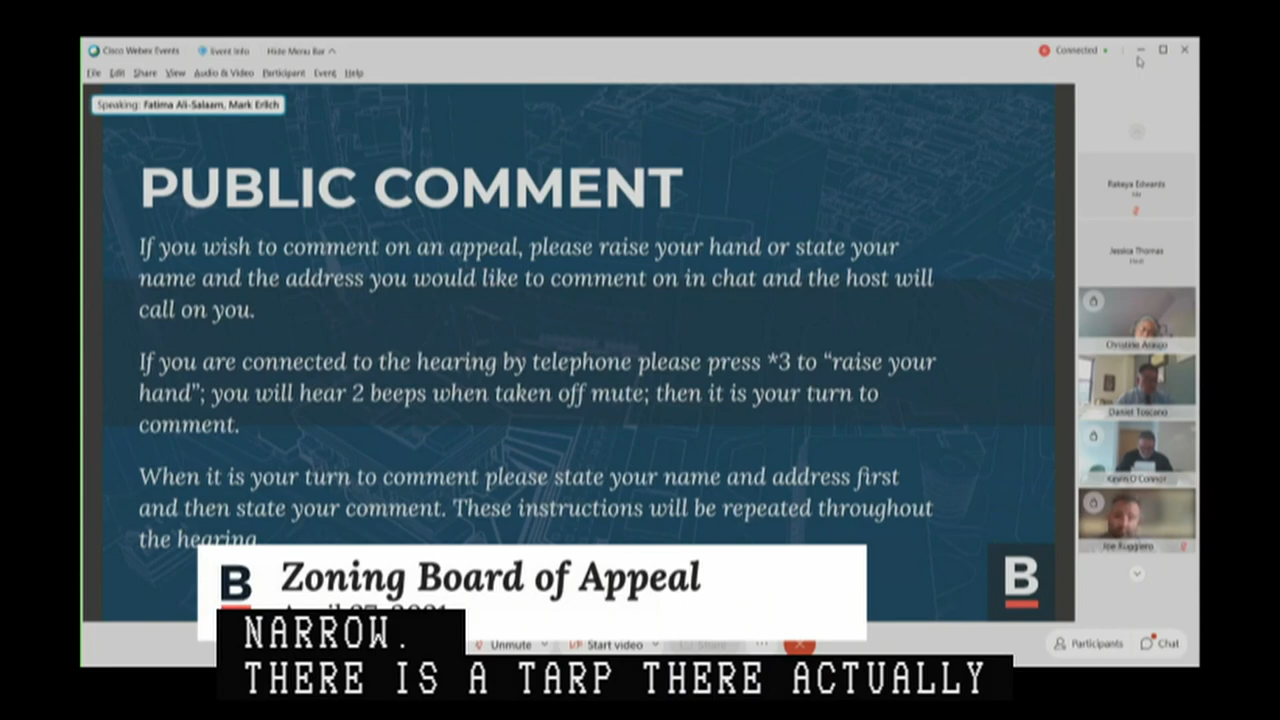 Cisco Webex Events
Event Info
Hide Menu Bar
Connected
File Edit Share View Audio & Video Participant Event Help
Speaking: Fatima Ali-Salaam, Mark Erlich
PUBLIC COMMENT
If you wish to comment on an appeal, please raise your hand or state your
name and the address you would like to comment on in chat and the host will
call on you.
If you are connected to the hearing by telephone please press *3 to “raise your
hand”; you will hear 2 beeps when taken off mute; then it is your turn to
comment.
When it is your turn to comment please state your name and address first
and then state your comment. These instructions will be repeated throughout
the hearing
Rakeya Edwards
Me
Jessica Thomas
Host
Christine Araujo
Daniel Toscano
Kevin O'Connor
Joe Ruggiero
B
B
Zoning Board of Appeal
April 27, 2021
Unmute
Start video
Share
Participants
Chat
NARROW.
THERE IS A TARP THERE ACTUALLY